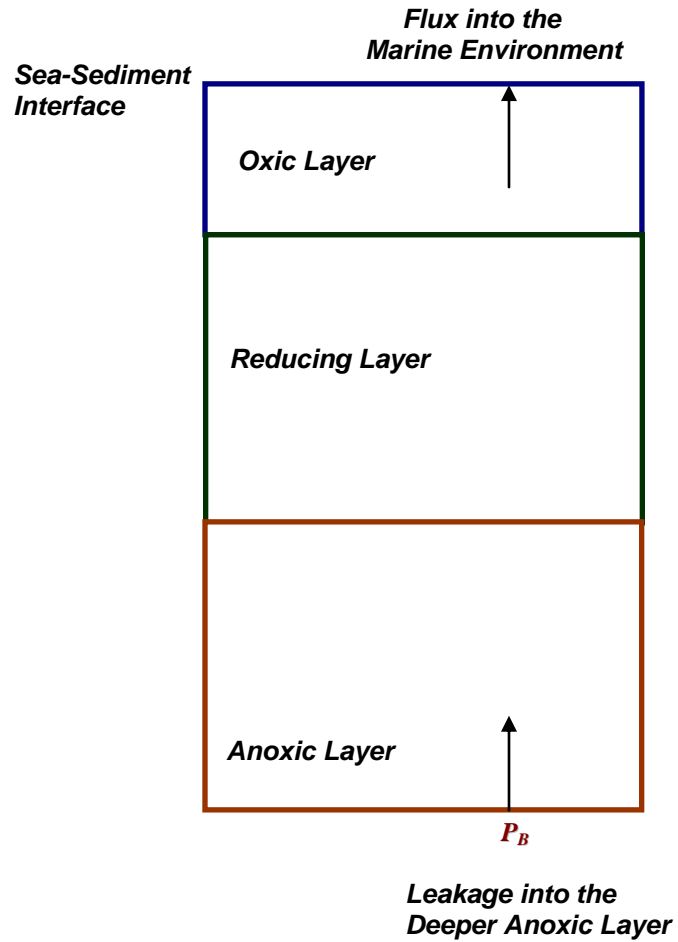 Flux into the
Marine Environment
Sea-Sediment
Interface
Oxic Layer
Reducing Layer
Anoxic Layer
P_B
Leakage into the
Deeper Anoxic Layer